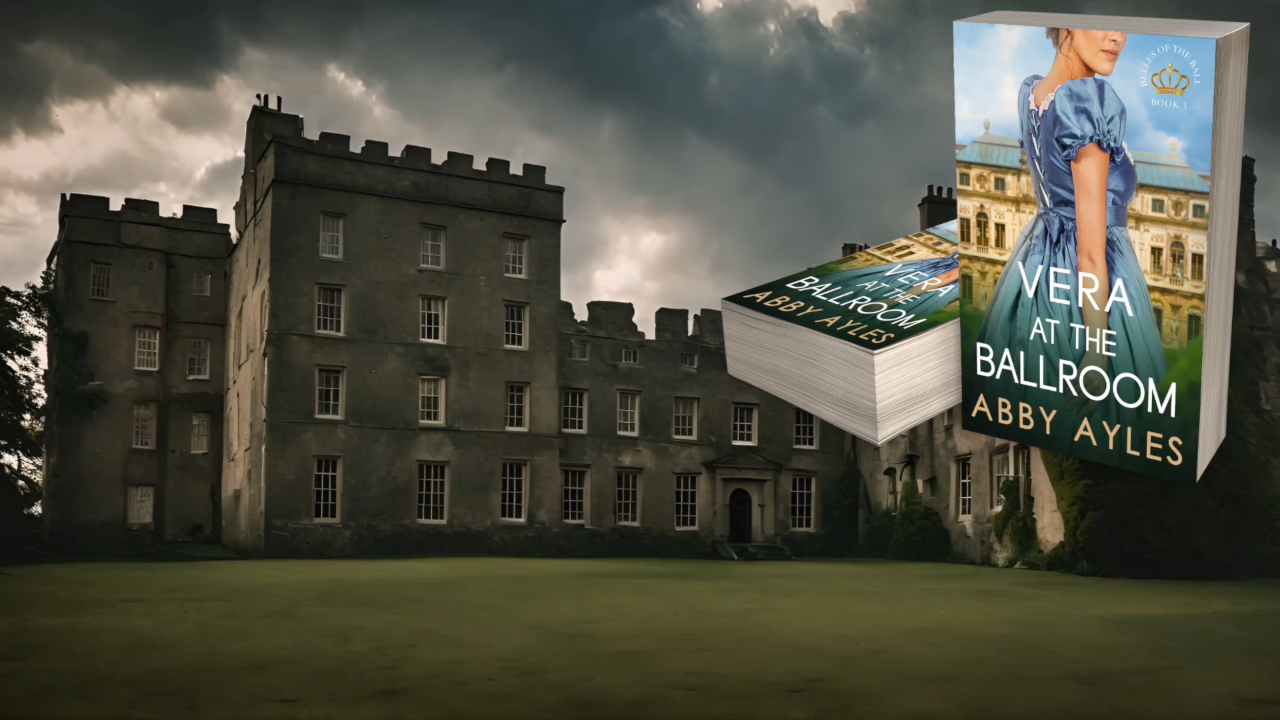 VERA
AT THE
BALLROOM
ABBY AYLES
BELLES OF THE BALL
BOOK 1
VERA
AT THE
BALLROOM
ABBY AYLES